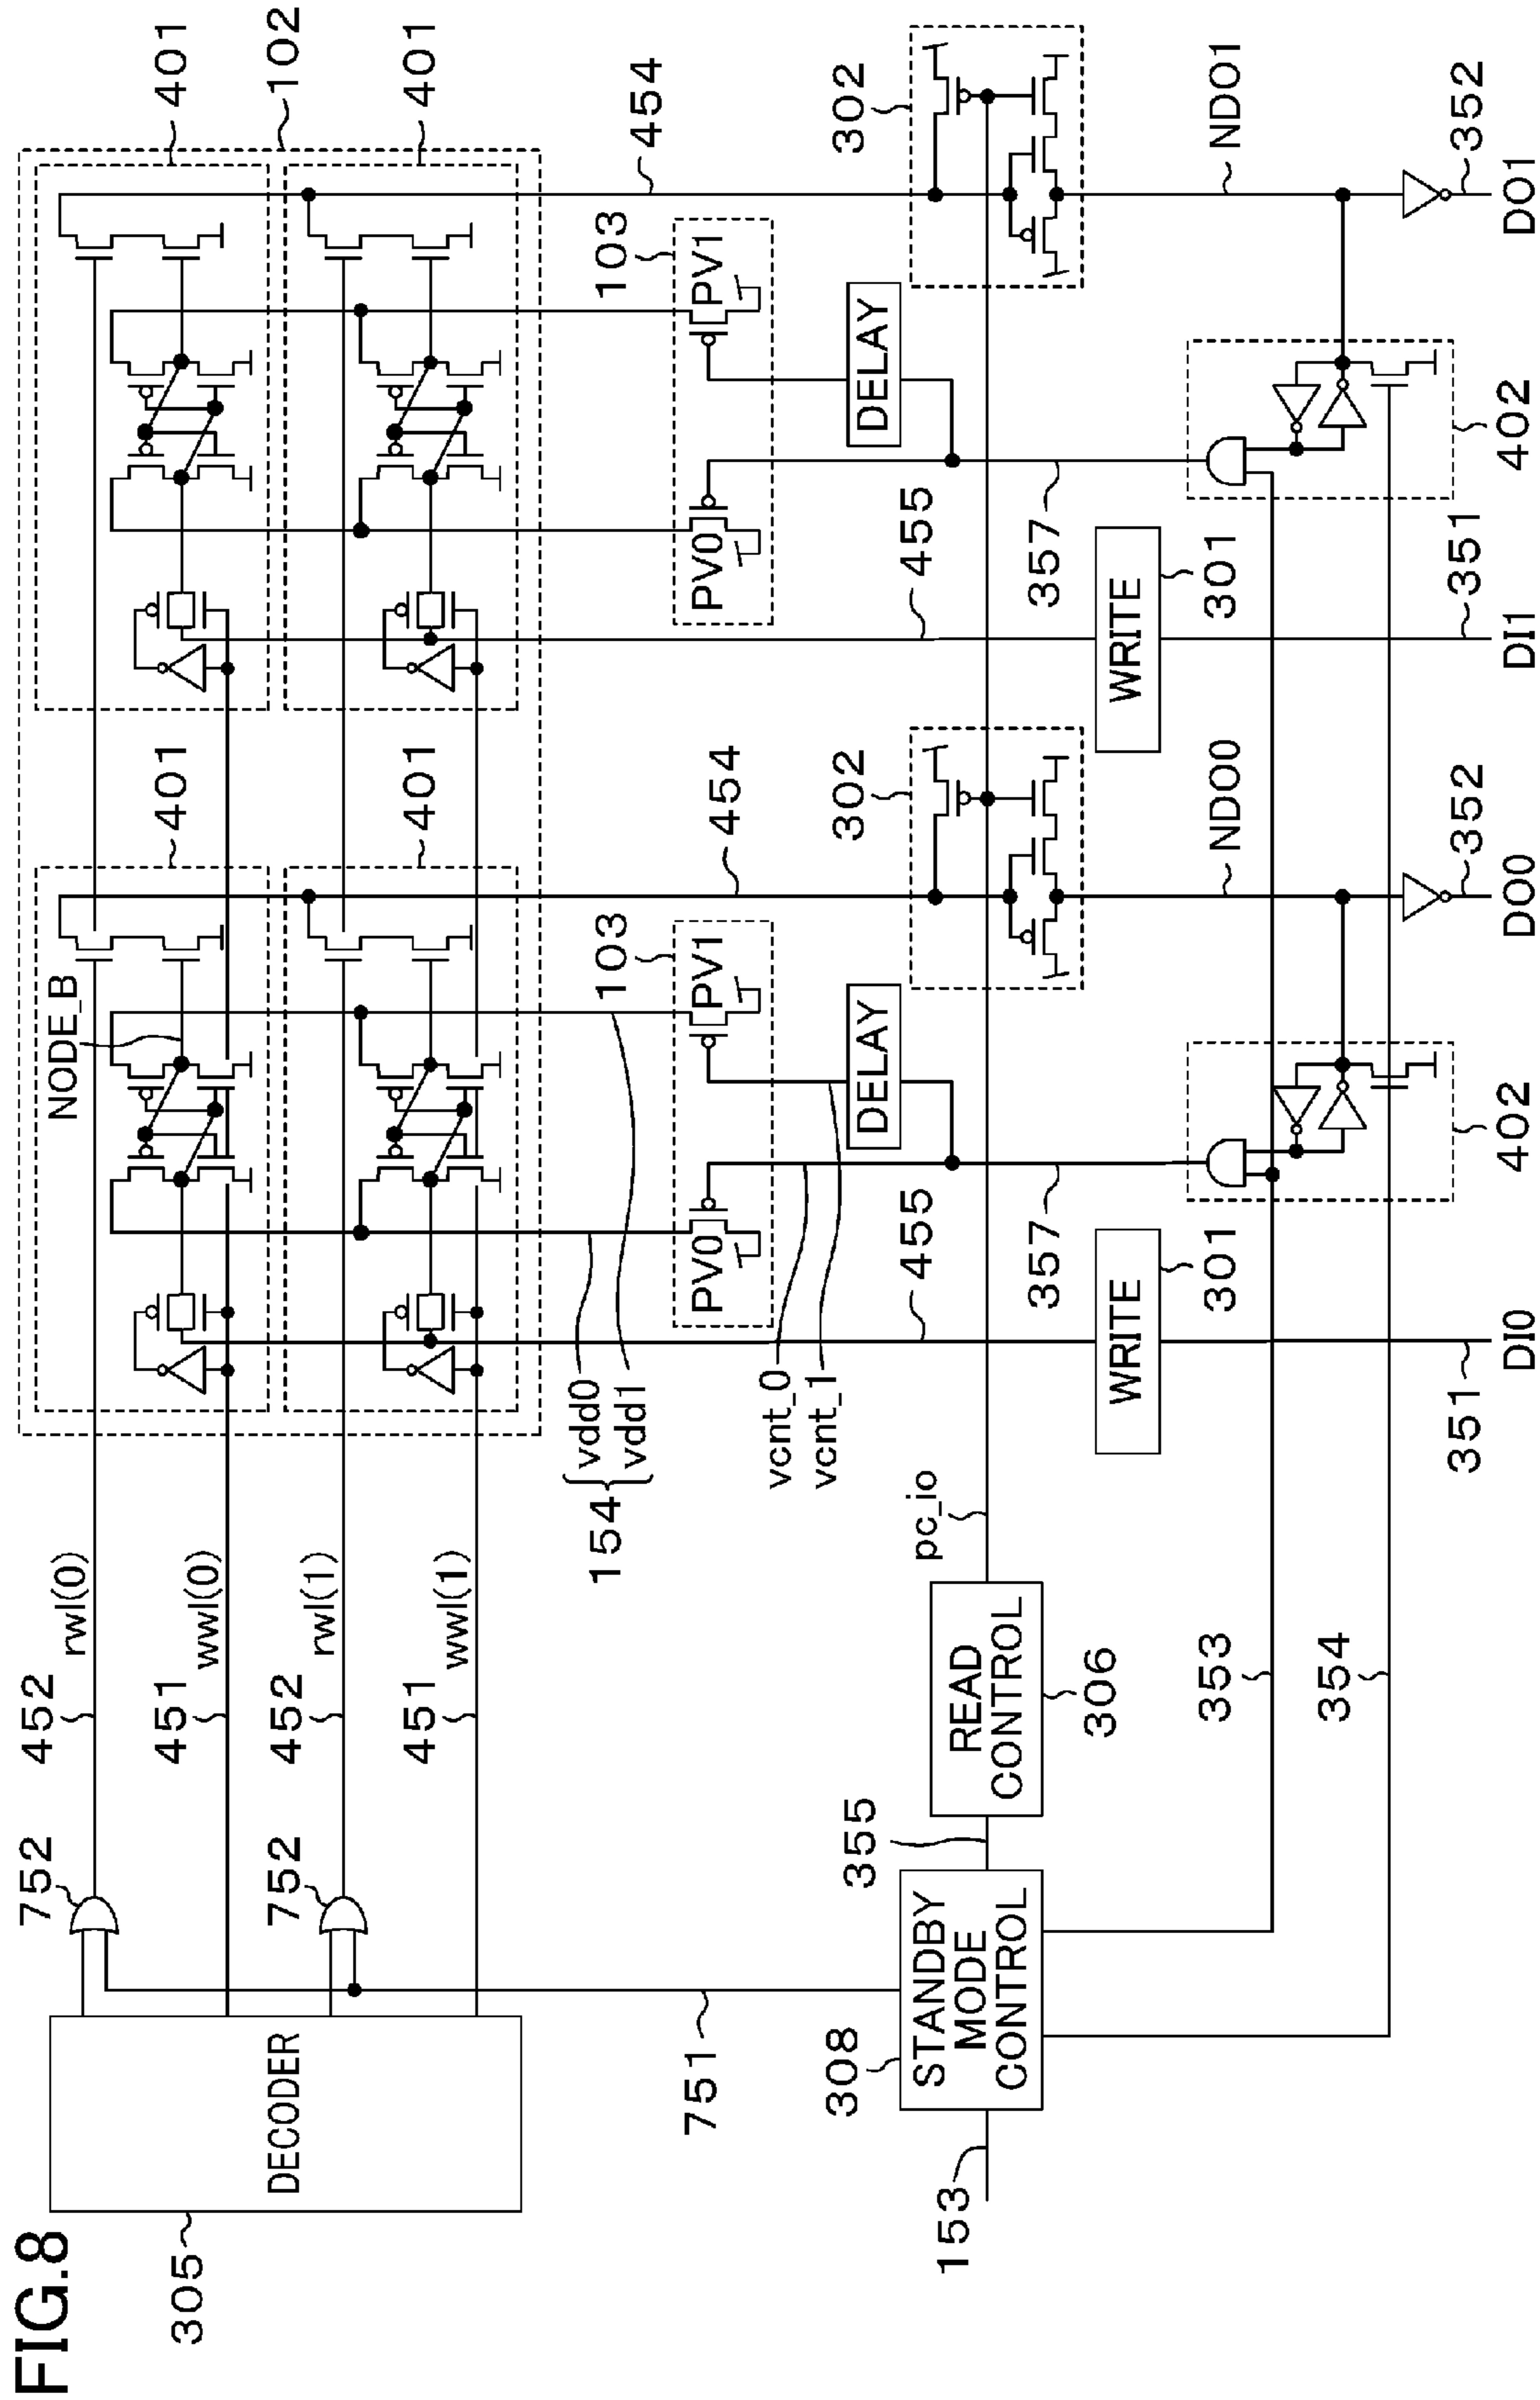 FIG.8
752
452
rwl(0)
NODE_B
305
451
401
401
wwl(0)
DECODER
752
452
102
rwl(1)
451
401
401
wwl(1)
154
vdd0
vdd1
103
103
454
751
PV0
PV1
PV0
PV1
454
vcnt_0
vcnt_1
308
355
302
302
DELAY
DELAY
pc_io
455
455
153
STANDBY
MODE
CONTROL
READ
CONTROL
357
357
306
WRITE
WRITE
353
301
NDO0
301
NDO1
354
351
352
351
352
402
402
DI0
DO0
DI1
DO1